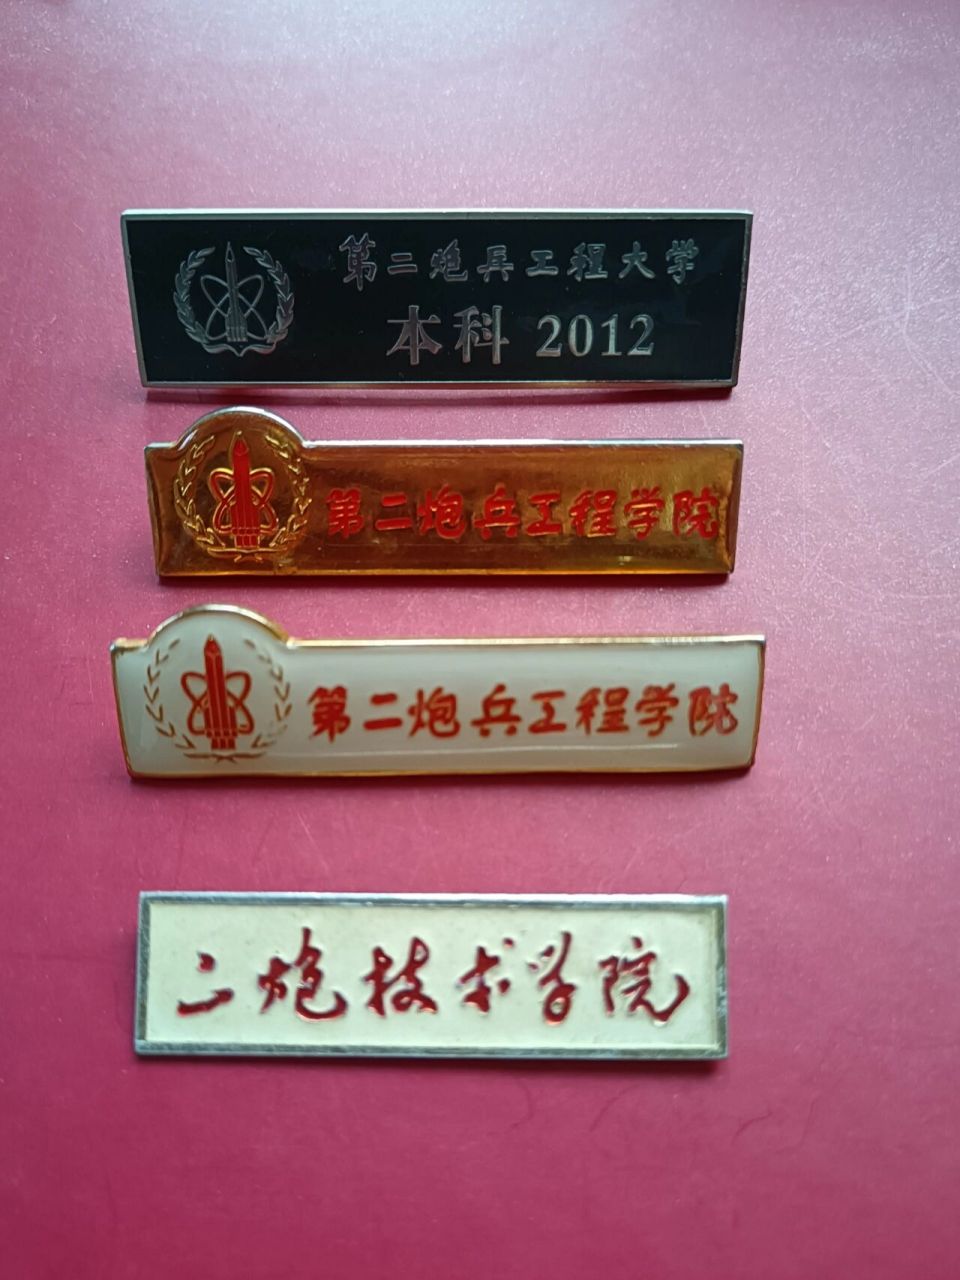 第二炮兵工程大学
本科 2012
第二炮兵工程学院
第二炮兵工程学院
二炮技术学院